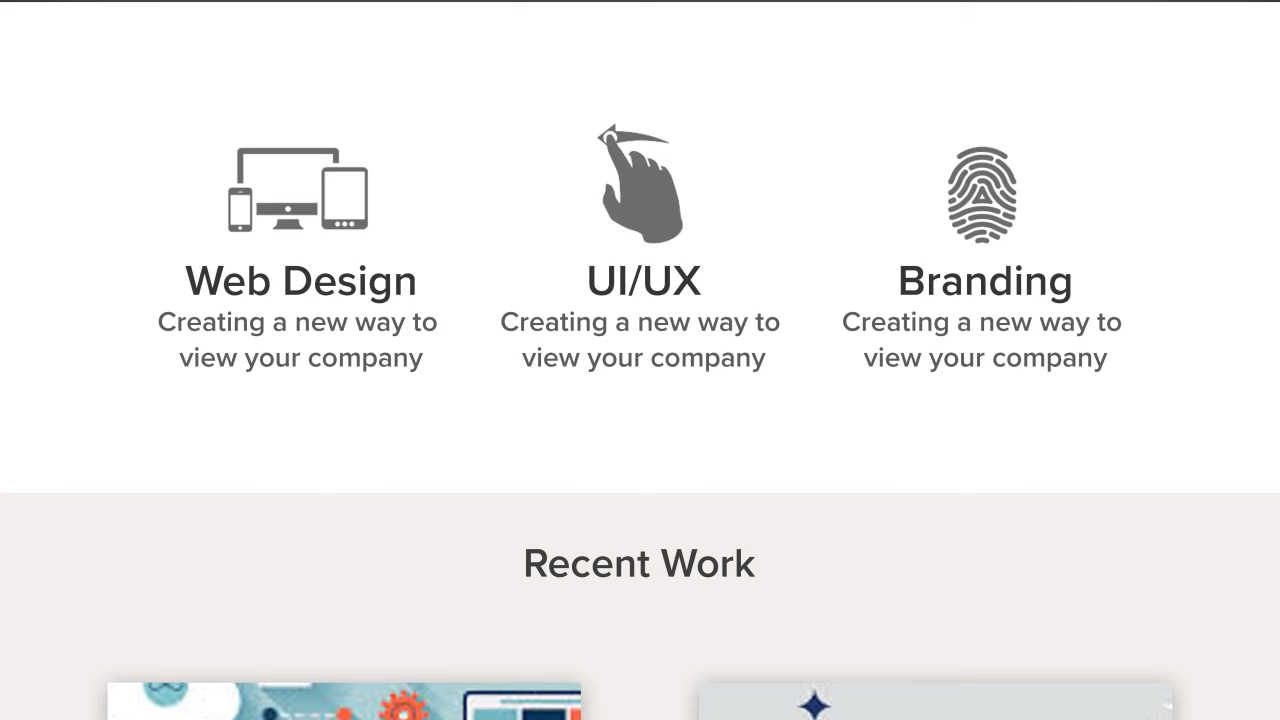 Web Design
Creating a new way to
view your company
UI/UX
Creating a new way to
view your company
Branding
Creating a new way to
view your company
Recent Work